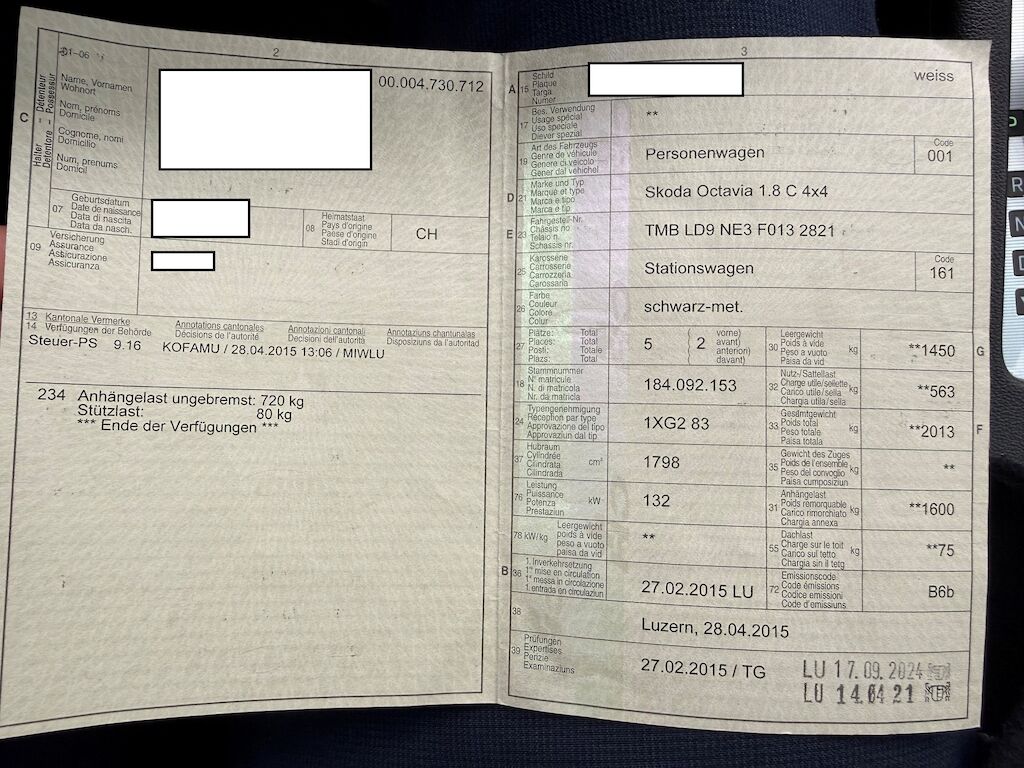 01-06
2
C
Halter - Détenteur
Detentore - Possessur
Name, Vornamen
Wohnort
Nom, prénoms
Domicile
Cognome, nomi
Domicilio
Num, prenums
Domicil
00.004.730.712
07
Geburtsdatum
Date de naissance
Data di nascita
Data da nasch.
08
Heimatstaat
Pays d'origine
Paese d'origine
Stadi d'origin
CH
09
Versicherung
Assurance
Assicurazione
Assicuranza
13 Kantonale Vermerke
14 Verfügungen der Behörde
Annotations cantonales
Décisions de l'autorité
Annotazioni cantonali
Decisioni dell'autorità
Annotaziuns chantunalas
Disposiziuns da l'autoritad
Steuer-PS 9.16 KOFAMU / 28.04.2015 13:06 / MIWLU
234 Anhängelast ungebremst: 720 kg
Stützlast: 80 kg
*** Ende der Verfügungen ***
3
A 15
Schild
Plaque
Targa
Numer
weiss
17
Bes. Verwendung
Usage spécial
Uso speciale
Diever spezial
**
19
Art des Fahrzeugs
Genre de véhicule
Genere di veicolo
Gener dal vehichel
Personenwagen
Code
001
D 21
Marke und Typ
Marque et type
Marca e tipo
Marca e tip
Skoda Octavia 1.8 C 4x4
E 23
Fahrgestell-Nr.
Châssis no
Telaio n.
Schassis nr.
TMB LD9 NE3 F013 2821
25
Karosserie
Carrosserie
Carrozzeria
Carossaria
Stationswagen
Code
161
26
Farbe
Couleur
Colore
Colur
schwarz-met.
27
Plätze: Total
Places: Total
Posti: Totale
Plazs: Total
5
( 2
vorne)
avant)
anteriori)
davant)
30
Leergewicht
Poids à vide
Peso a vuoto
Paisa da vid
kg
**1450
G
18
Stammnummer
N° matricule
N. di matricola
Nr. da matricla
184.092.153
32
Nutz-/Sattellast
Charge utile/sellette
Carico utile/sella
Chargia utila/sella
kg
**563
24
Typengenehmigung
Réception par type
Approvazione del tipo
Approvaziun dal tip
1XG2 83
33
Gesamtgewicht
Poids total
Peso totale
Paisa totala
kg
**2013
F
37
Hubraum
Cylindrée
Cilindrata
Cilindrada
cm³
1798
35
Gewicht des Zuges
Poids de l'ensemble
Peso del convoglio
Paisa cumposiziun
kg
**
76
Leistung
Puissance
Potenza
Prestaziun
kW
132
31
Anhängelast
Poids remorquable
Carico rimorchiato
Chargia annexa
kg
**1600
78 kW/kg
Leergewicht
poids à vide
peso a vuoto
paisa da vid
**
55
Dachlast
Charge sur le toit
Carico sul tetto
Chargia sin il tetg
kg
**75
B 36
1. Inverkehrsetzung
1re mise en circulation
1a messa in circolazione
1. entrada en circulaziun
27.02.2015 LU
72
Emissionscode
Code émissions
Codice emissioni
Code d'emissiuns
B6b
38
Luzern, 28.04.2015
39
Prüfungen
Expertises
Perizie
Examinaziuns
27.02.2015 / TG
LU 17.09.2024
LU 14.04 21